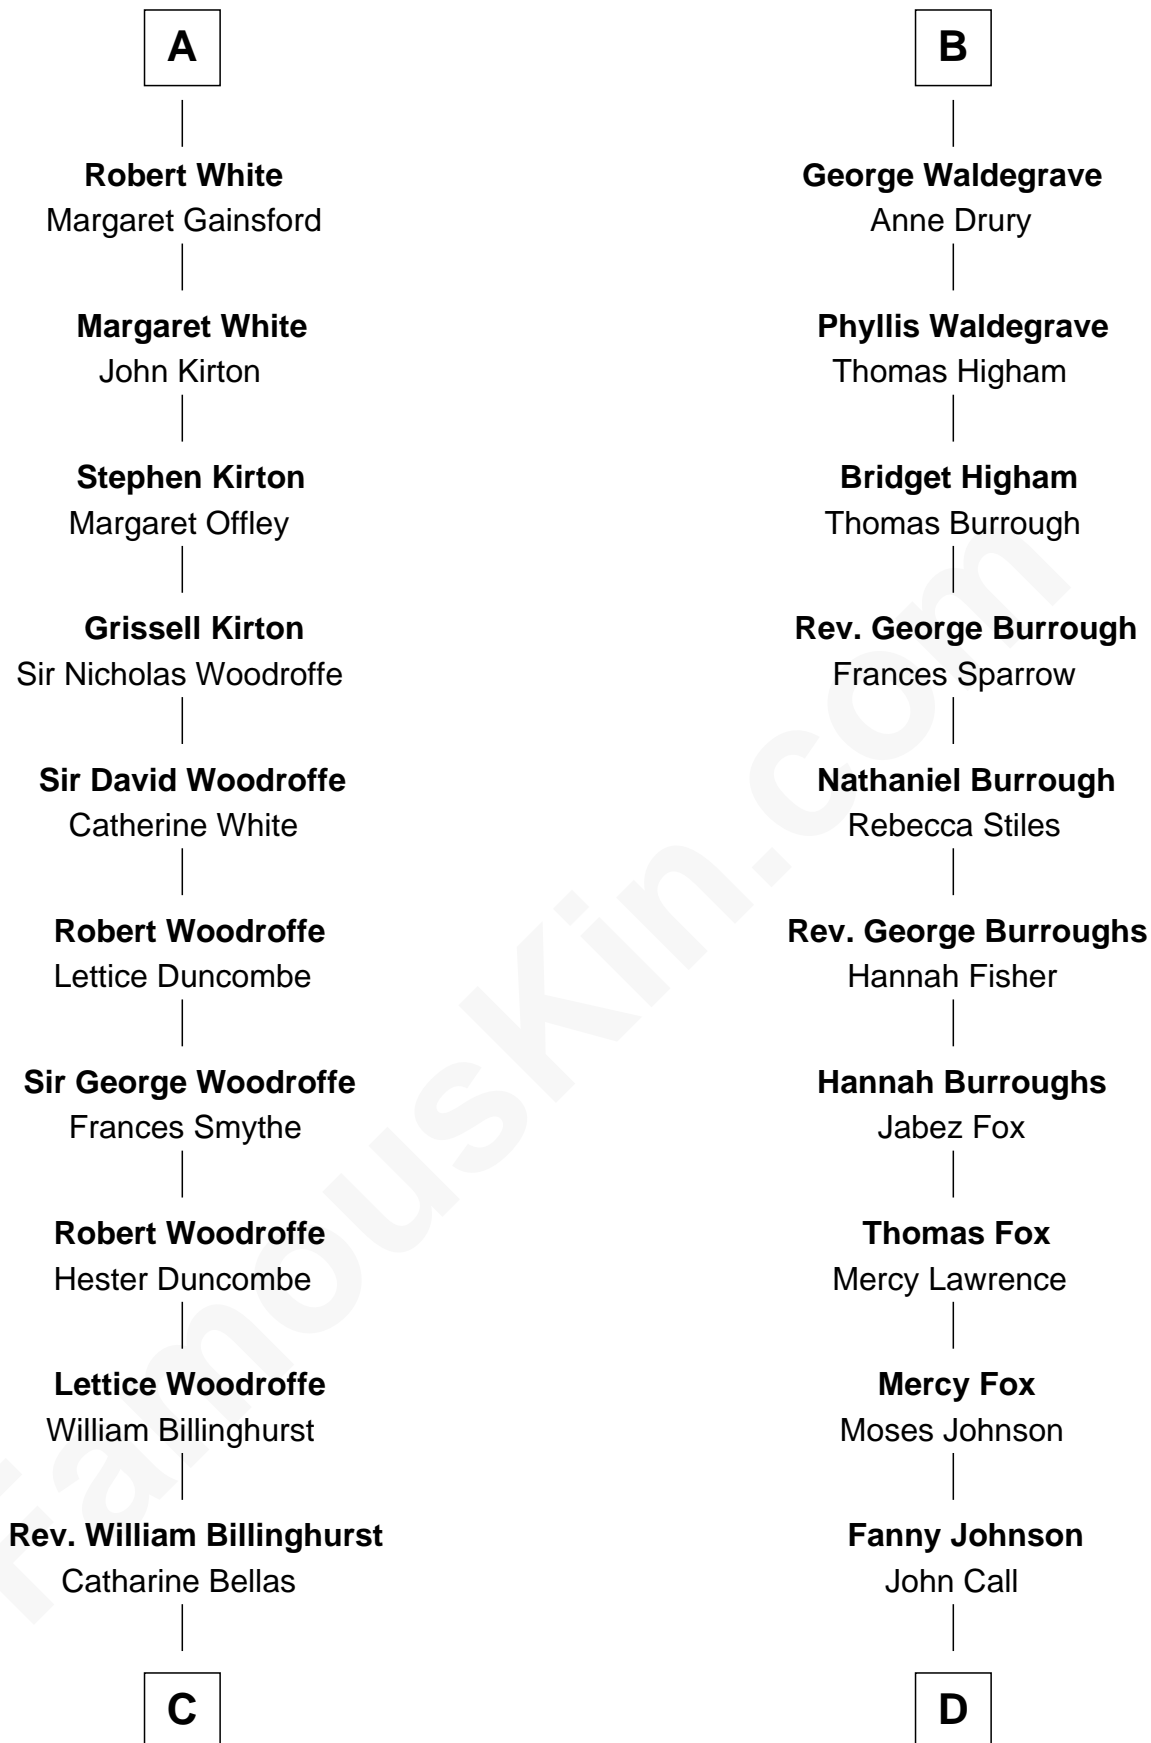 A
Robert White
Margaret Gainsford
Margaret White
John Kirton
Stephen Kirton
Margaret Offley
Grissell Kirton
Sir Nicholas Woodroffe
Sir David Woodroffe
Catherine White
Robert Woodroffe
Lettice Duncombe
Sir George Woodroffe
Frances Smythe
Robert Woodroffe
Hester Duncombe
Lettice Woodroffe
William Billinghurst
Rev. William Billinghurst
Catharine Bellas
C
B
George Waldegrave
Anne Drury
Phyllis Waldegrave
Thomas Higham
Bridget Higham
Thomas Burrough
Rev. George Burrough
Frances Sparrow
Nathaniel Burrough
Rebecca Stiles
Rev. George Burroughs
Hannah Fisher
Hannah Burroughs
Jabez Fox
Thomas Fox
Mercy Lawrence
Mercy Fox
Moses Johnson
Fanny Johnson
John Call
D
FamousKin.com